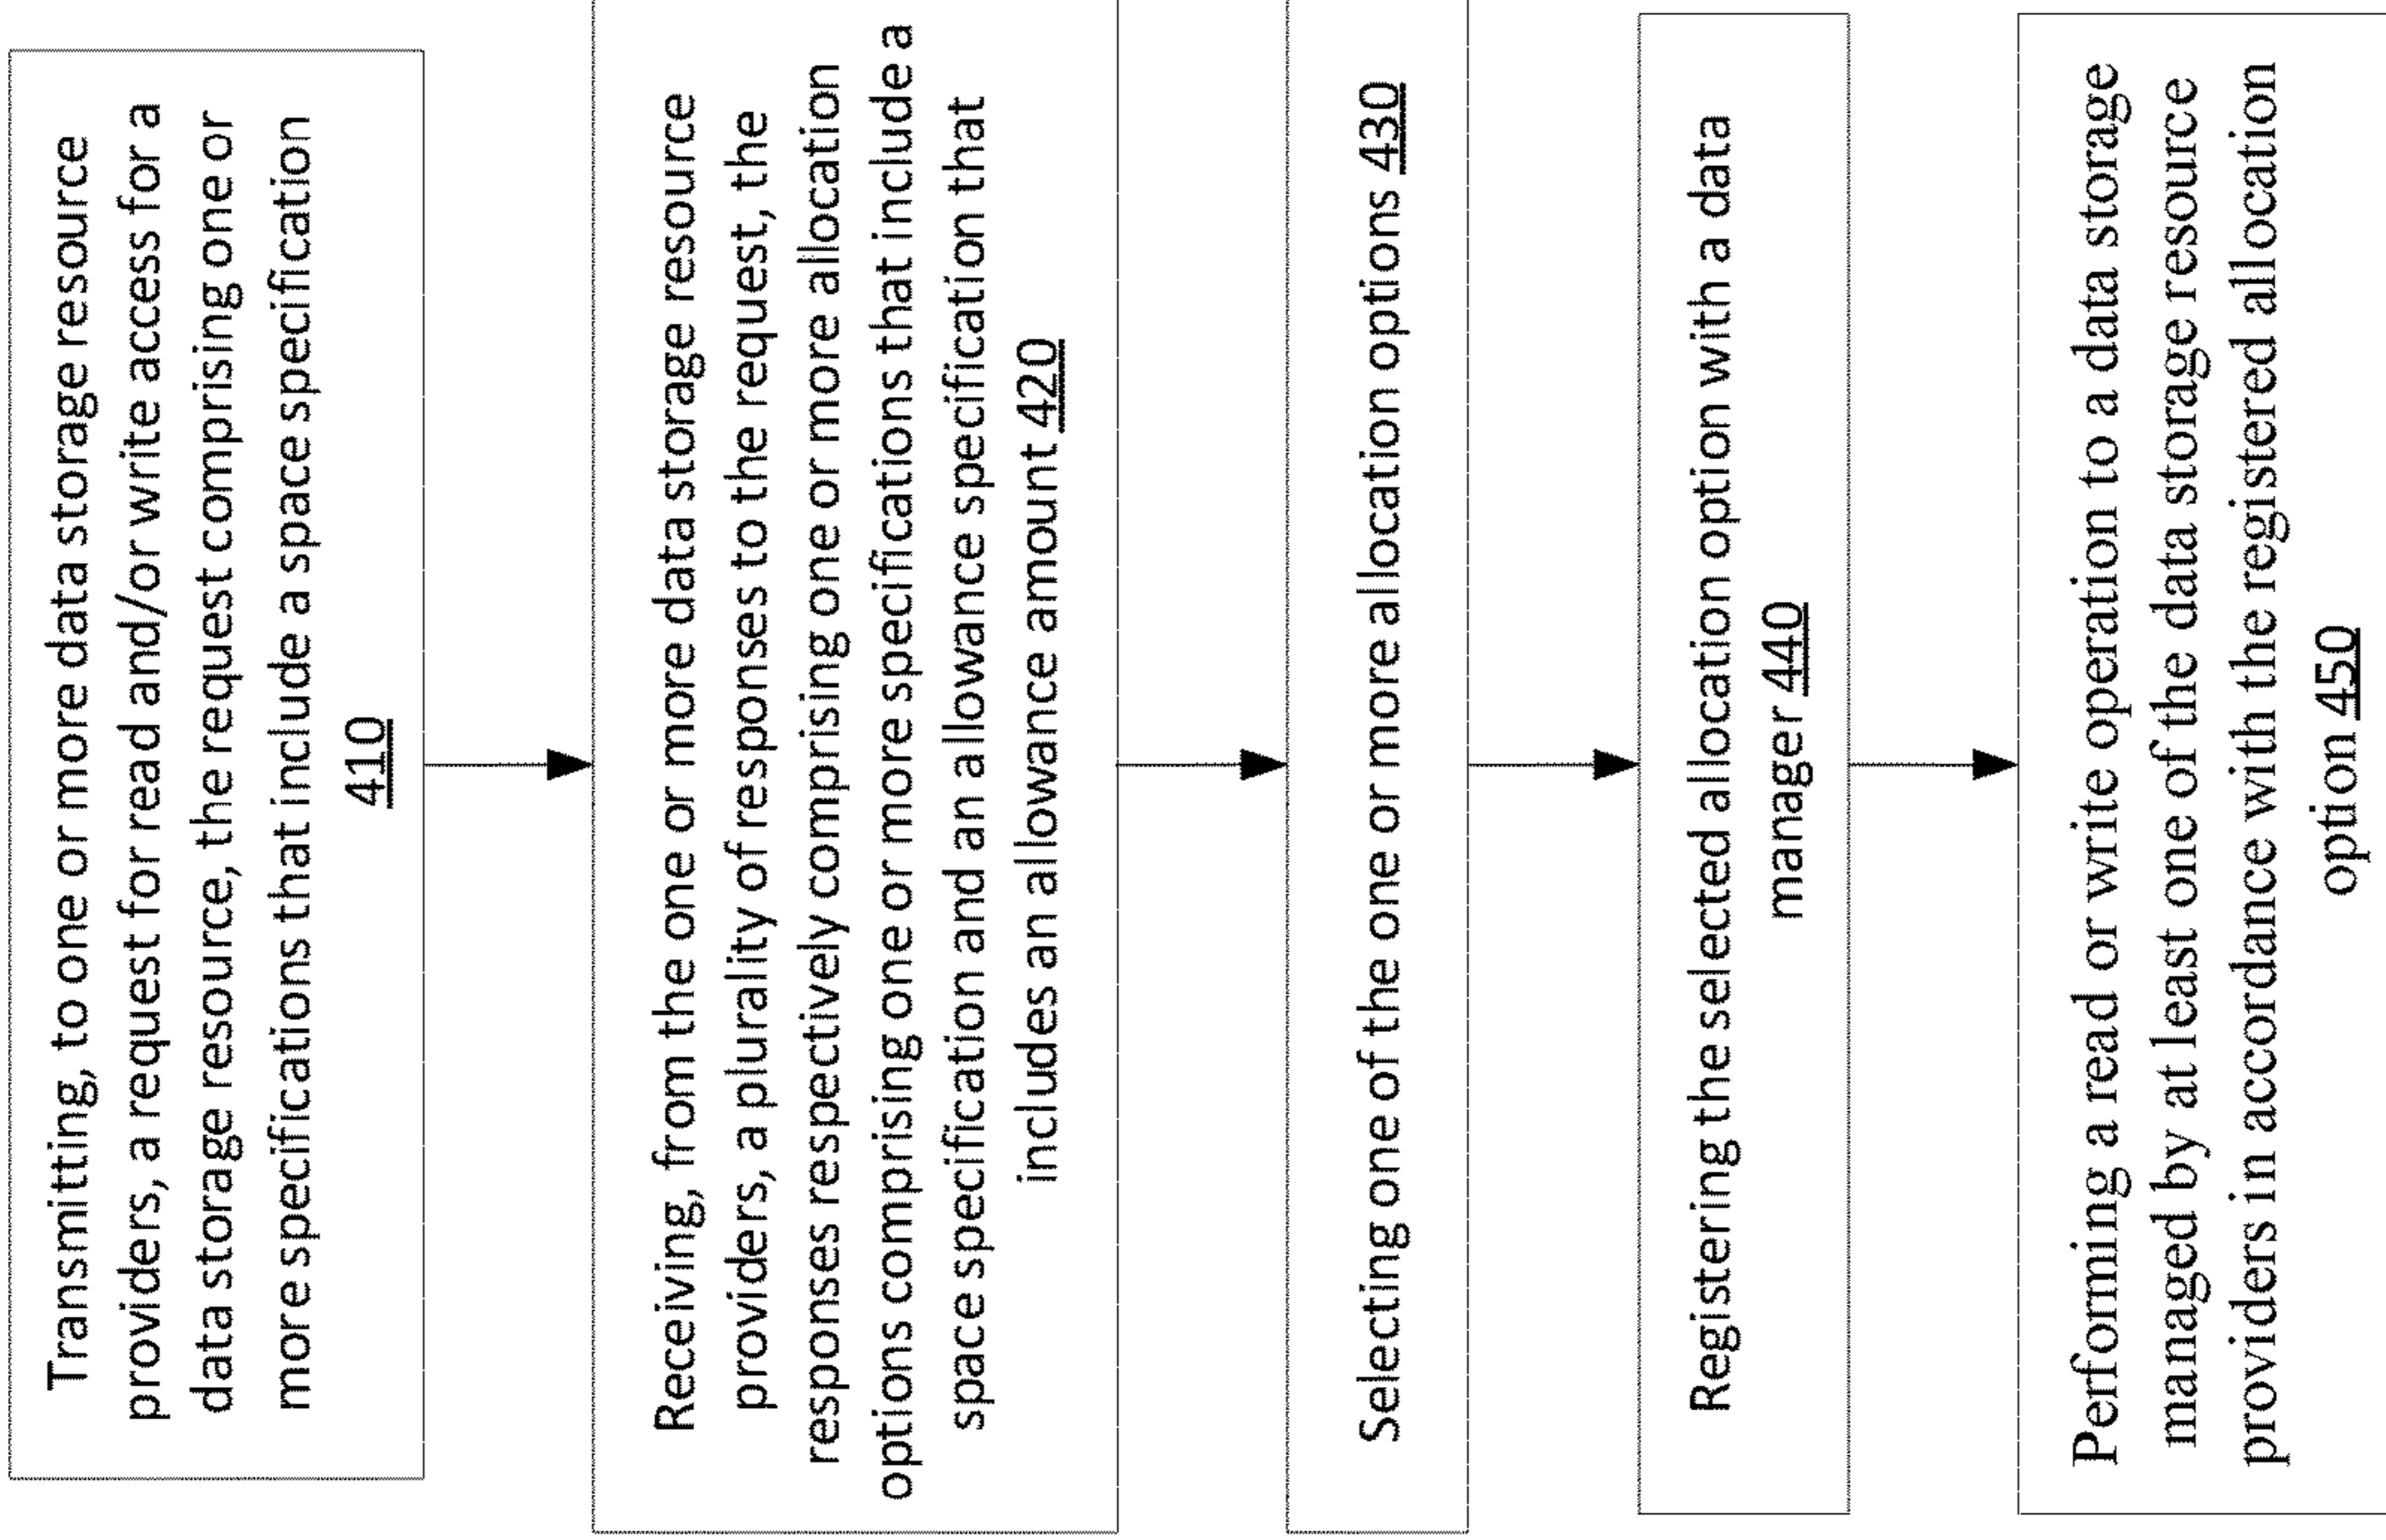 Transmitting, to one or more data storage resource
providers, a request for read and/or write access for a
data storage resource, the request comprising one or
more specifications that include a space specification
410
Receiving, from the one or more data storage resource
providers, a plurality of responses to the request, the
responses respectively comprising one or more allocation
options comprising one or more specifications that include a
space specification and an allowance specification that
includes an allowance amount 420
Selecting one of the one or more allocation options 430
Registering the selected allocation option with a data
manager 440
Performing a read or write operation to a data storage
managed by at least one of the data storage resource
providers in accordance with the registered allocation
option 450